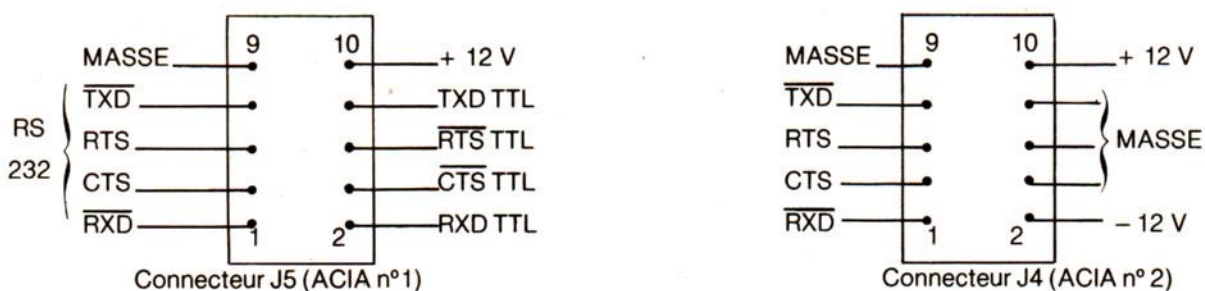 9 10
MASSE + 12 V
TXD TXD TTL
RS 232
RTS RTS TTL
CTS CTS TTL
RXD RXD TTL
1 2
Connecteur J5 (ACIA nº 1)
9 10
MASSE + 12 V
TXD
RTS MASSE
CTS
RXD - 12 V
1 2
Connecteur J4 (ACIA nº 2)